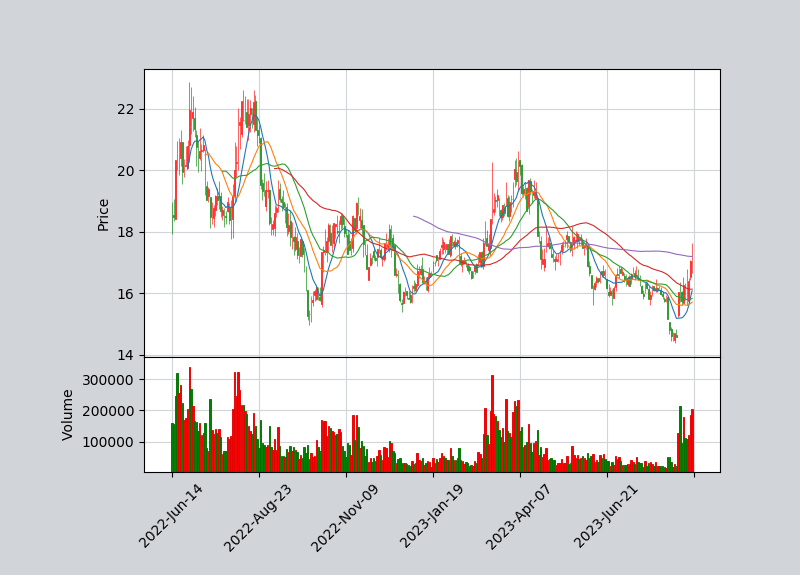 Price
22
20
18
16
14
Volume
300000
200000
100000
2022-Jun-14
2022-Aug-23
2022-Nov-09
2023-Jan-19
2023-Apr-07
2023-Jun-21